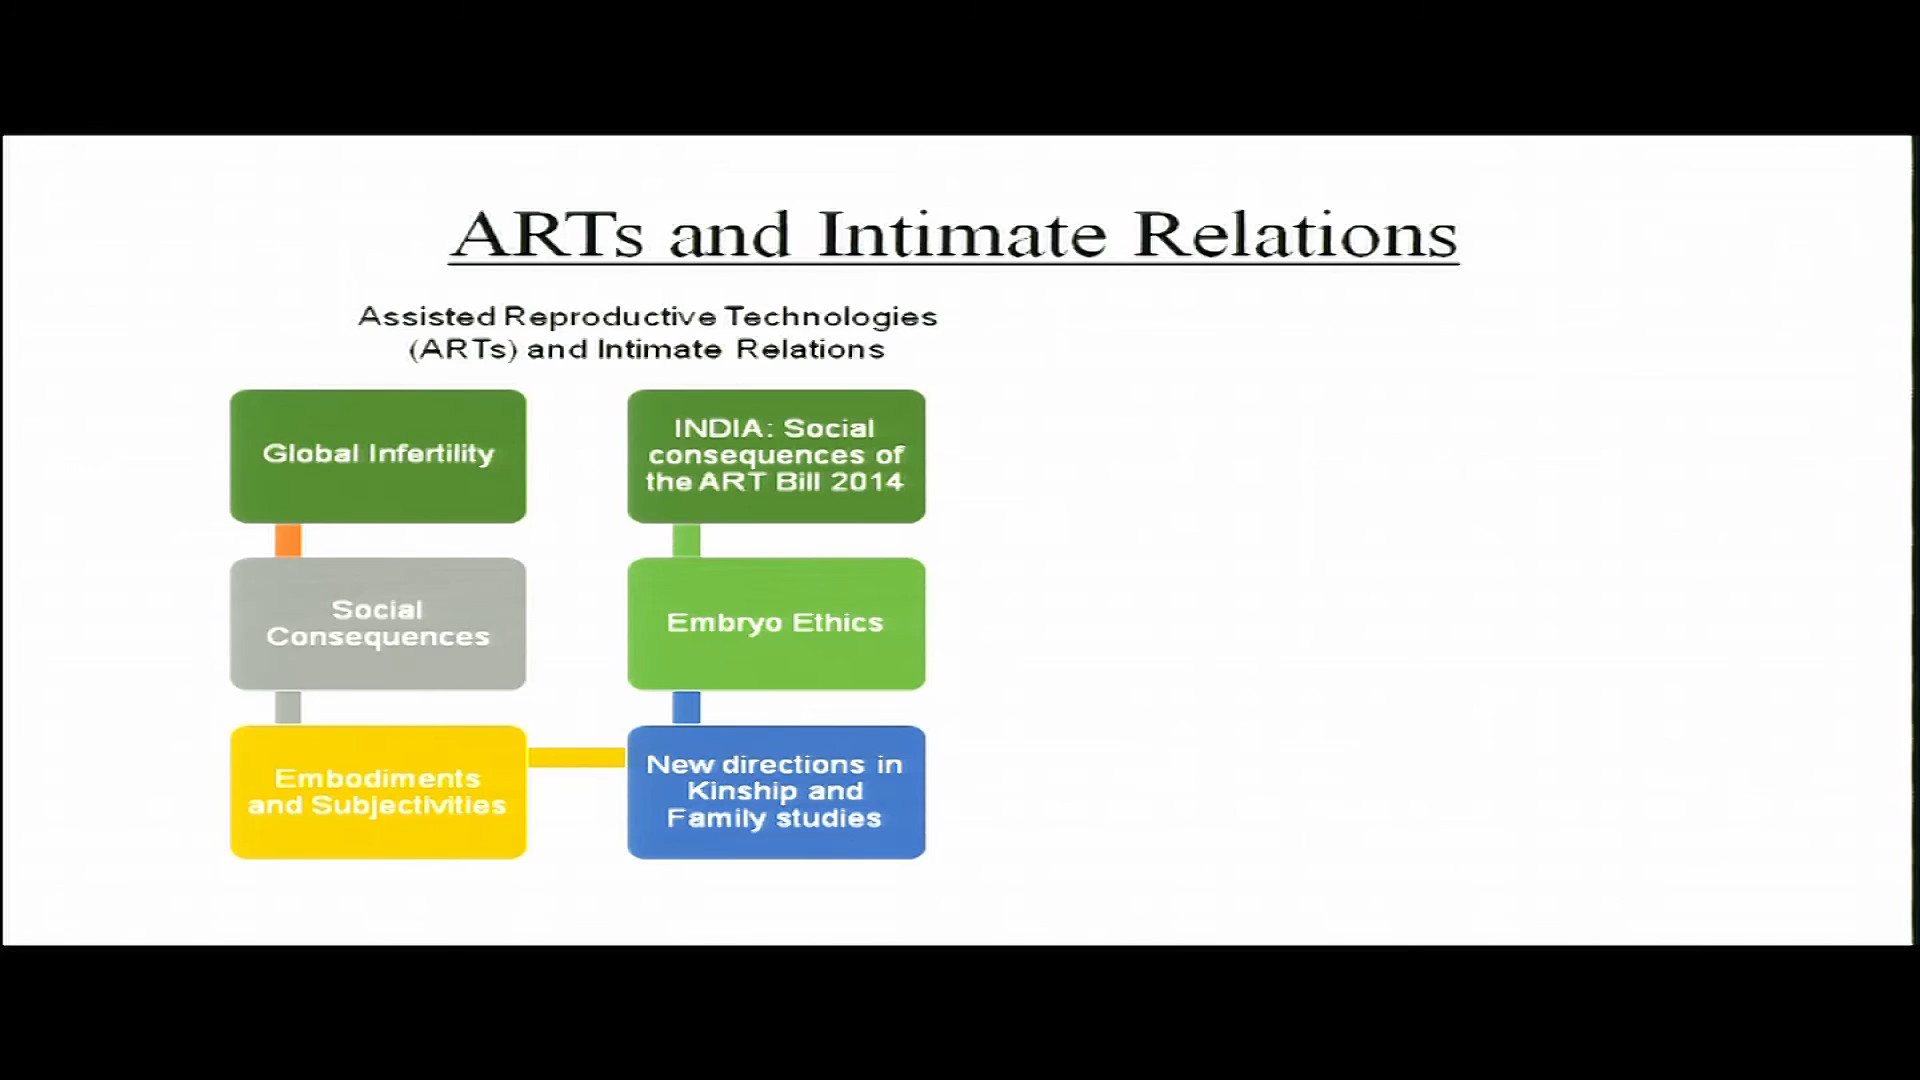 ARTs and Intimate Relations
Assisted Reproductive Technologies
(ARTs) and Intimate Relations
Global Infertility
Social
Consequences
Embodiments
and Subjectivities
New directions in
Kinship and
Family studies
Embryo Ethics
INDIA: Social
consequences of
the ART Bill 2014